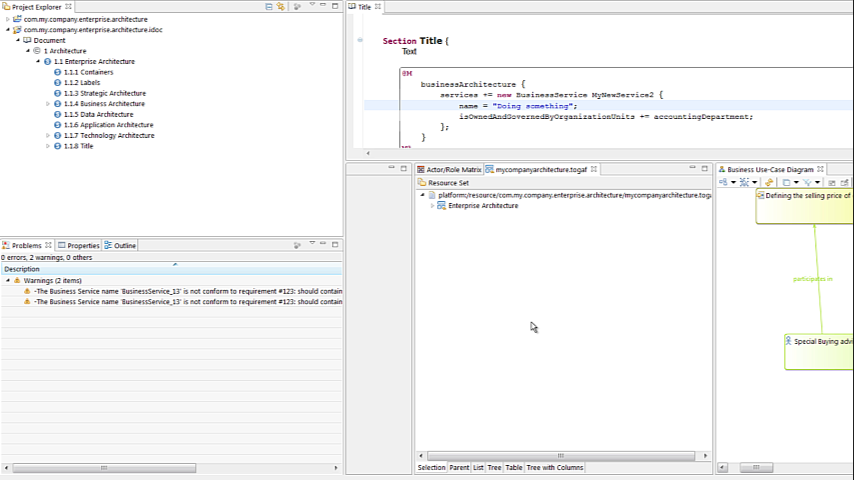 Project Explorer
com.my.company.enterprise.architecture
com.my.company.enterprise.architecture.idoc
Document
1 Architecture
1.1 Enterprise Architecture
1.1.1 Containers
1.1.2 Labels
1.1.3 Strategic Architecture
1.1.4 Business Architecture
1.1.5 Data Architecture
1.1.6 Application Architecture
1.1.7 Technology Architecture
1.1.8 Title
Title
Section Title {
Text
@M
businessArchitecture {
services += new BusinessService MyNewService2 {
name = "Doing something";
isOwnedAndGovernedByOrganizationUnits += accountingDepartment;
};
}
Actor/Role Matrix
mycompanyarchitecture.togaf
Resource Set
platform:/resource/com.my.company.enterprise.architecture/mycompanyarchitecture.toga
Enterprise Architecture
Selection Parent List Tree Table Tree with Columns
Business Use-Case Diagram
Defining the selling price of
participates in
Special Buying advi
Problems
Properties
Outline
0 errors, 2 warnings, 0 others
Description
Warnings (2 items)
-The Business Service name 'BusinessService_13' is not conform to requirement #123: should contain
-The Business Service name 'BusinessService_13' is not conform to requirement #123: should contain